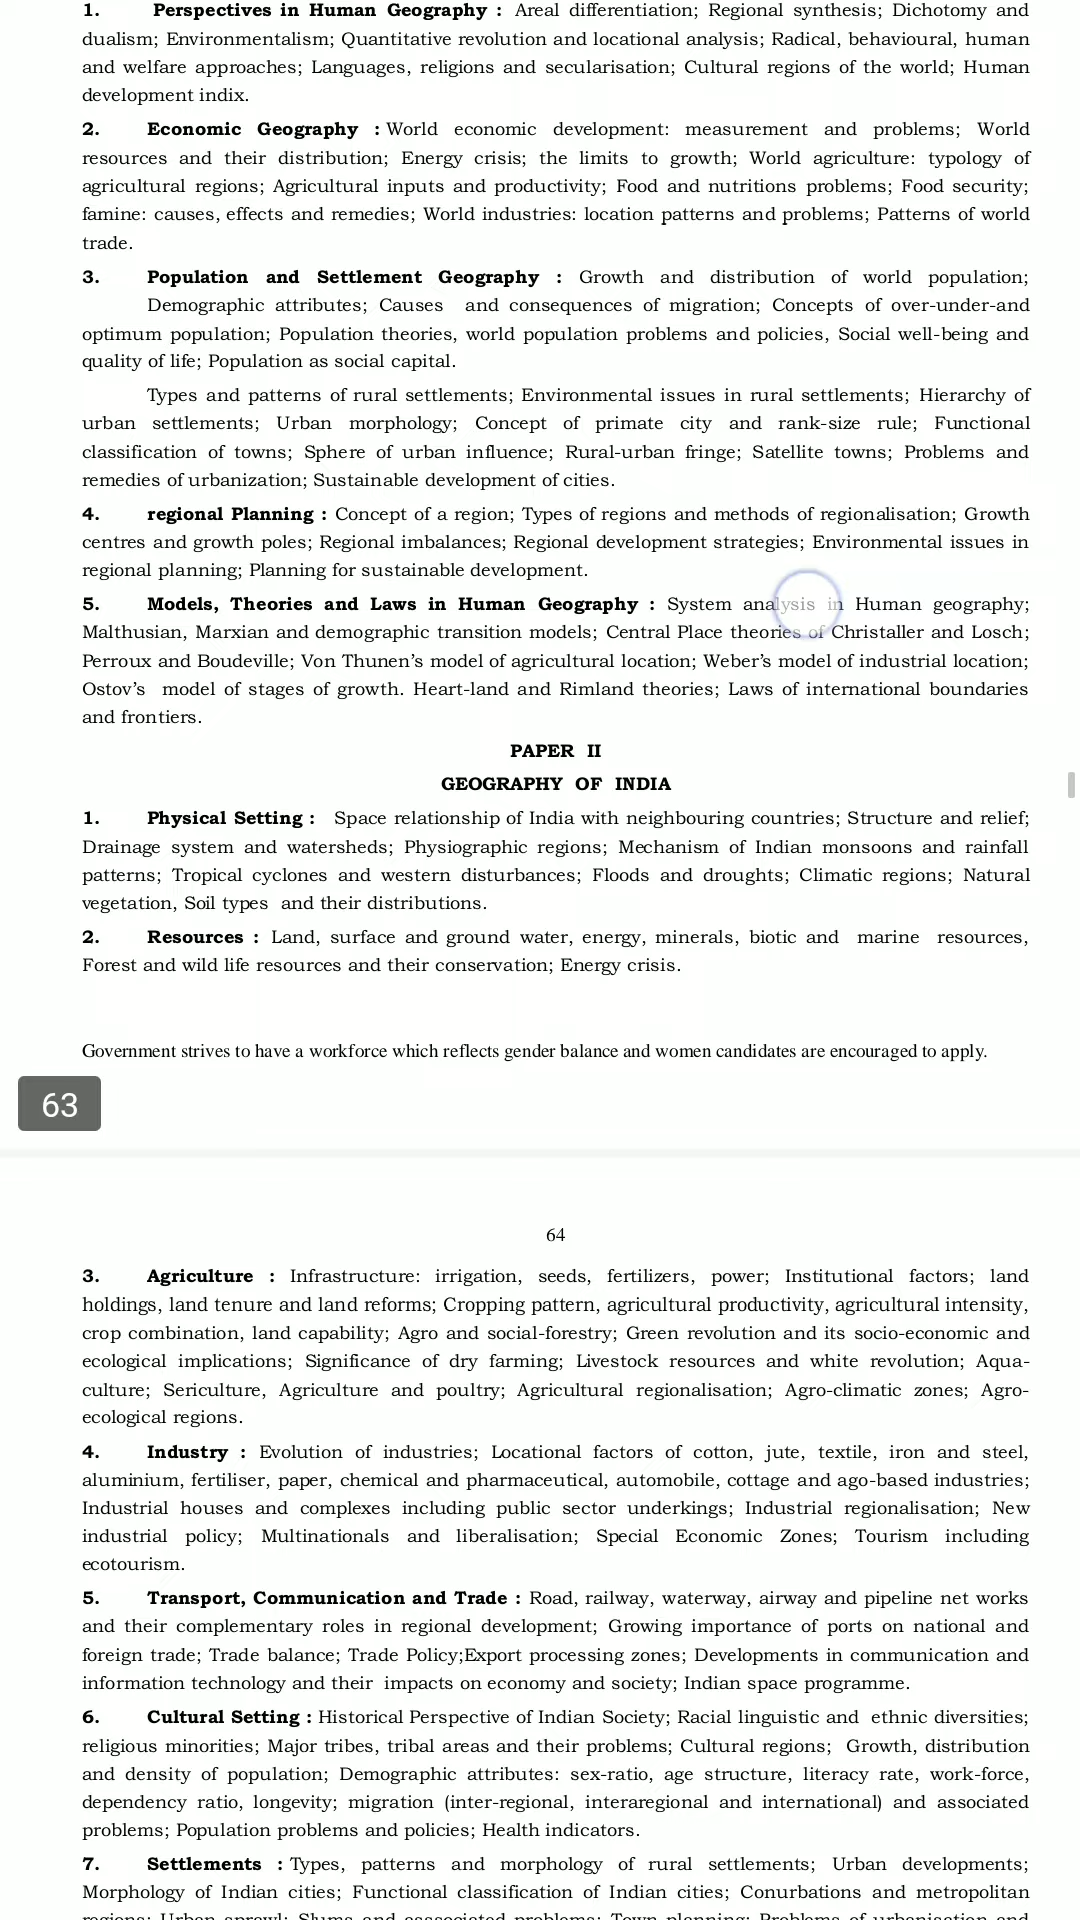 1. Perspectives in Human Geography : Areal differentiation; Regional synthesis; Dichotomy and
dualism; Environmentalism; Quantitative revolution and locational analysis; Radical, behavioural, human
and welfare approaches; Languages, religions and secularisation; Cultural regions of the world; Human
development indix.
2. Economic Geography : World economic development: measurement and problems; World
resources and their distribution; Energy crisis; the limits to growth; World agriculture: typology of
agricultural regions; Agricultural inputs and productivity; Food and nutritions problems; Food security;
famine: causes, effects and remedies; World industries: location patterns and problems; Patterns of world
trade.
3. Population and Settlement Geography : Growth and distribution of world population;
Demographic attributes; Causes and consequences of migration; Concepts of over-under-and
optimum population; Population theories, world population problems and policies, Social well-being and
quality of life; Population as social capital.
Types and patterns of rural settlements; Environmental issues in rural settlements; Hierarchy of
urban settlements; Urban morphology; Concept of primate city and rank-size rule; Functional
classification of towns; Sphere of urban influence; Rural-urban fringe; Satellite towns; Problems and
remedies of urbanization; Sustainable development of cities.
4. regional Planning : Concept of a region; Types of regions and methods of regionalisation; Growth
centres and growth poles; Regional imbalances; Regional development strategies; Environmental issues in
regional planning; Planning for sustainable development.
5. Models, Theories and Laws in Human Geography : System analysis in Human geography;
Malthusian, Marxian and demographic transition models; Central Place theories of Christaller and Losch;
Perroux and Boudeville; Von Thunen’s model of agricultural location; Weber’s model of industrial location;
Ostov’s model of stages of growth. Heart-land and Rimland theories; Laws of international boundaries
and frontiers.
PAPER II
GEOGRAPHY OF INDIA
1. Physical Setting : Space relationship of India with neighbouring countries; Structure and relief;
Drainage system and watersheds; Physiographic regions; Mechanism of Indian monsoons and rainfall
patterns; Tropical cyclones and western disturbances; Floods and droughts; Climatic regions; Natural
vegetation, Soil types and their distributions.
2. Resources : Land, surface and ground water, energy, minerals, biotic and marine resources,
Forest and wild life resources and their conservation; Energy crisis.
Government strives to have a workforce which reflects gender balance and women candidates are encouraged to apply.
63
64
3. Agriculture : Infrastructure: irrigation, seeds, fertilizers, power; Institutional factors; land
holdings, land tenure and land reforms; Cropping pattern, agricultural productivity, agricultural intensity,
crop combination, land capability; Agro and social-forestry; Green revolution and its socio-economic and
ecological implications; Significance of dry farming; Livestock resources and white revolution; Aqua-
culture; Sericulture, Agriculture and poultry; Agricultural regionalisation; Agro-climatic zones; Agro-
ecological regions.
4. Industry : Evolution of industries; Locational factors of cotton, jute, textile, iron and steel,
aluminium, fertiliser, paper, chemical and pharmaceutical, automobile, cottage and ago-based industries;
Industrial houses and complexes including public sector underkings; Industrial regionalisation; New
industrial policy; Multinationals and liberalisation; Special Economic Zones; Tourism including
ecotourism.
5. Transport, Communication and Trade : Road, railway, waterway, airway and pipeline net works
and their complementary roles in regional development; Growing importance of ports on national and
foreign trade; Trade balance; Trade Policy;Export processing zones; Developments in communication and
information technology and their impacts on economy and society; Indian space programme.
6. Cultural Setting : Historical Perspective of Indian Society; Racial linguistic and ethnic diversities;
religious minorities; Major tribes, tribal areas and their problems; Cultural regions; Growth, distribution
and density of population; Demographic attributes: sex-ratio, age structure, literacy rate, work-force,
dependency ratio, longevity; migration (inter-regional, interaregional and international) and associated
problems; Population problems and policies; Health indicators.
7. Settlements : Types, patterns and morphology of rural settlements; Urban developments;
Morphology of Indian cities; Functional classification of Indian cities; Conurbations and metropolitan
regions; Urban sprawl; Slums and asssociated problems; Town planning; Problems of urbanisation and